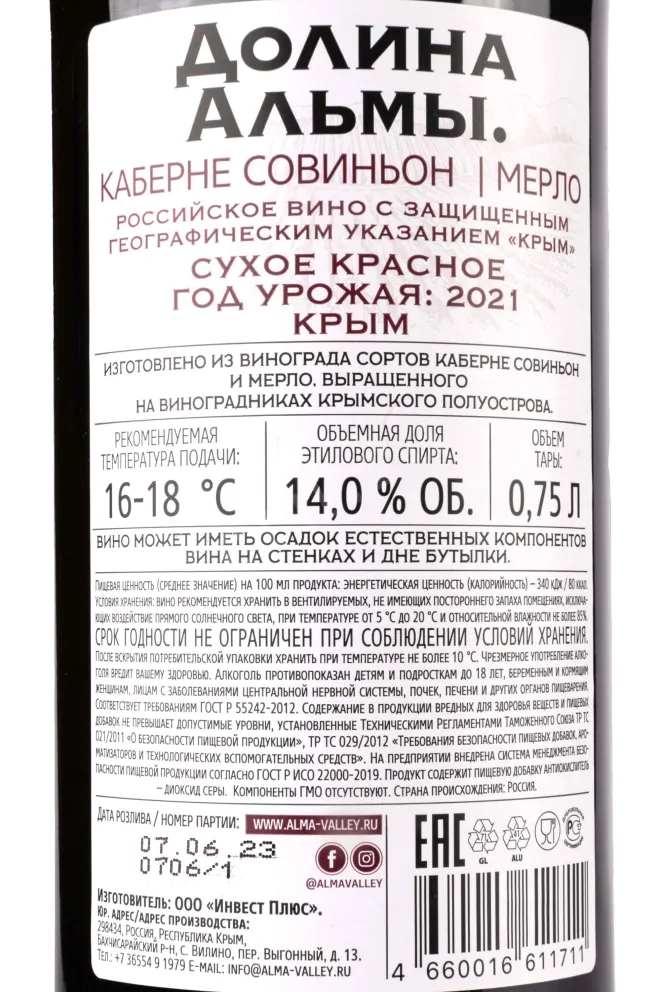 Долина
Альмы.
КАБЕРНЕ СОВИНЬОН | МЕРЛО
РОССИЙСКОЕ ВИНО С ЗАЩИЩЕННЫМ
ГЕОГРАФИЧЕСКИМ УКАЗАНИЕМ «КРЫМ»
СУХОЕ КРАСНОЕ
ГОД УРОЖАЯ: 2021
КРЫМ
ИЗГОТОВЛЕНО ИЗ ВИНОГРАДА СОРТОВ КАБЕРНЕ СОВИНЬОН
И МЕРЛО, ВЫРАЩЕННОГО
НА ВИНОГРАДНИКАХ КРЫМСКОГО ПОЛУОСТРОВА.
РЕКОМЕНДУЕМАЯ
ТЕМПЕРАТУРА ПОДАЧИ:
16-18 °C
ОБЪЕМНАЯ ДОЛЯ
ЭТИЛОВОГО СПИРТА:
14,0 % ОБ.
ОБЪЕМ
ТАРЫ:
0,75 Л
ВИНО МОЖЕТ ИМЕТЬ ОСАДОК ЕСТЕСТВЕННЫХ КОМПОНЕНТОВ
ВИНА НА СТЕНКАХ И ДНЕ БУТЫЛКИ.
Пищевая ценность (среднее значение) на 100 мл продукта: энергетическая ценность (калорийность) – 340 кДж / 80 ккал.
Условия хранения: вино рекомендуется хранить в вентилируемых, не имеющих постороннего запаха помещениях, исключа-
ющих воздействие прямого солнечного света, при температуре от 5 °C до 20 °C и относительной влажности не более 85%.
СРОК ГОДНОСТИ НЕ ОГРАНИЧЕН ПРИ СОБЛЮДЕНИИ УСЛОВИЙ ХРАНЕНИЯ.
После вскрытия потребительской упаковки хранить при температуре не более 10 °C. Чрезмерное употребление алко-
голя вредит вашему здоровью. Алкоголь противопоказан детям и подросткам до 18 лет, беременным и кормящим
женщинам, лицам с заболеваниями центральной нервной системы, почек, печени и других органов пищеварения.
Соответствует требованиям ГОСТ Р 55242-2012. Содержание в продукции вредных для здоровья веществ и пищевых
добавок не превышает допустимые уровни, установленные Техническими Регламентами Таможенного Союза ТР ТС
021/2011 «О безопасности пищевой продукции», ТР ТС 029/2012 «Требования безопасности пищевых добавок, аро-
матизаторов и технологических вспомогательных средств». На предприятии внедрена система менеджмента безо-
пасности пищевой продукции согласно ГОСТ Р ИСО 22000-2019. Продукт содержит пищевую добавку антиокислитель
– диоксид серы. Компоненты ГМО отсутствуют. Страна происхождения: Россия.
Дата розлива / номер партии:
07.06.23
0706/1
WWW.ALMA-VALLEY.RU
@ALMAVALLEY
Изготовитель: ООО «Инвест Плюс».
Юр. адрес/адрес производства:
298434, Россия, Республика Крым,
Бахчисарайский р-н, с. Вилино, пер. Выгонный, д. 13.
Тел.: +7 36554 9 1979 E-mail: INFO@ALMA-VALLEY.RU
EAC
GL
ALU
4 660016 611711